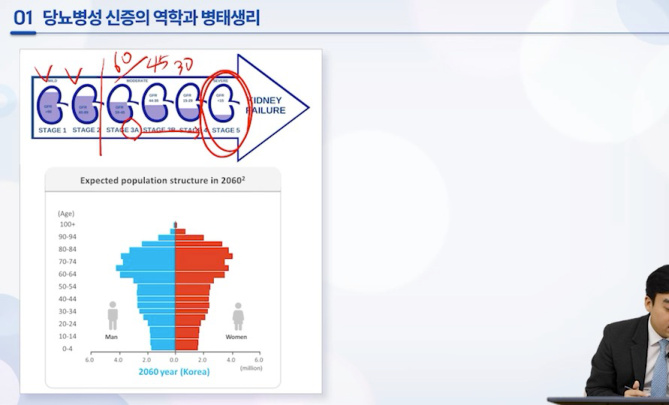 01 당뇨병성 신증의 역학과 병태생리
60 / 45 30
MODERATE
SEVERE
KIDNEY
FAILURE
STAGE 1 STAGE 2 STAGE 3A STAGE 3B STAGE 4 STAGE 5
Expected population structure in 2060²
(Age)
100+
90-94
80-84
70-74
60-64
50-54
40-44
30-34
20-24
10-14
0-4
Man
Women
6.0 4.0 2.0 0.0 2.0 4.0 6.0
2060 year (Korea)
(million)